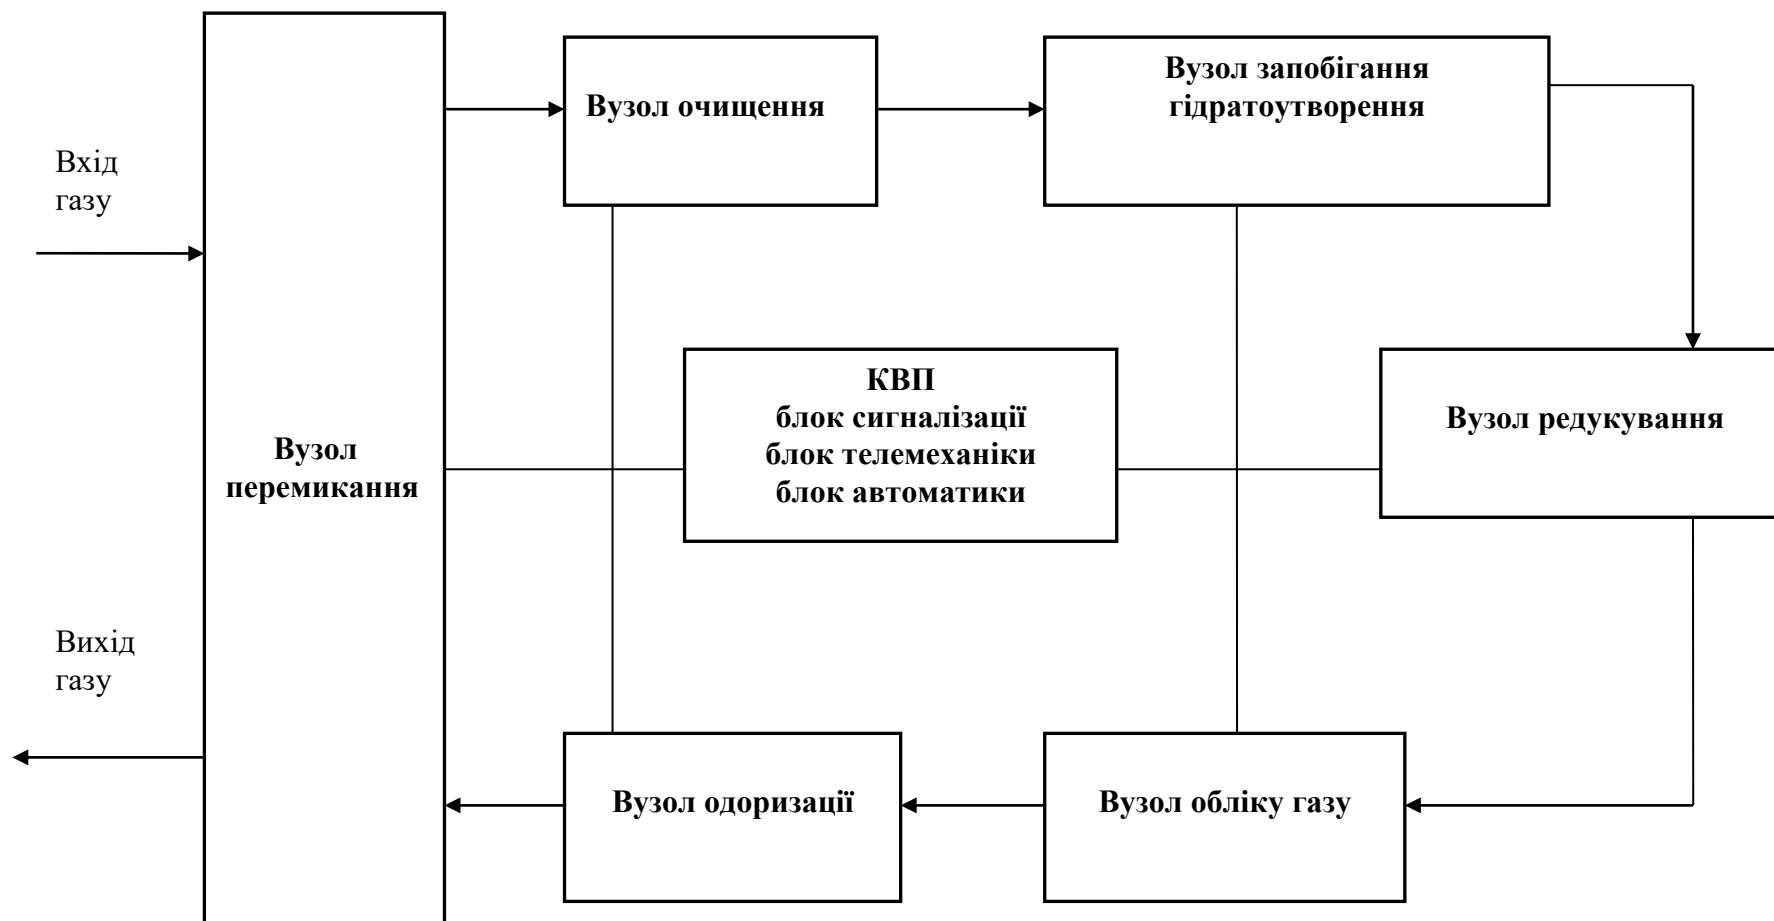 Вузол запобігання
гідратоутворення
Вузол очищення
Вхід
газу
КВП
блок сигналізації
блок телемеханіки
блок автоматики
Вузол редукування
Вузол
перемикання
Вихід
газу
Вузол одоризації
Вузол обліку газу